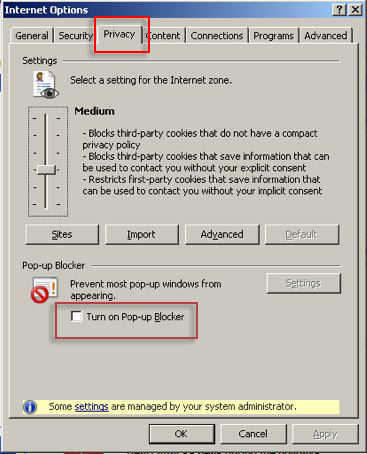 Internet Options
General Security Privacy Content Connections Programs Advanced
Settings
Select a setting for the Internet zone.
Medium
- Blocks third-party cookies that do not have a compact
privacy policy
- Blocks third-party cookies that save information that can
be used to contact you without your explicit consent
- Restricts first-party cookies that save information that
can be used to contact you without your implicit consent
Sites Import Advanced Default
Pop-up Blocker
Prevent most pop-up windows from
appearing.
Settings
Turn on Pop-up Blocker
Some settings are managed by your system administrator.
OK Cancel Apply